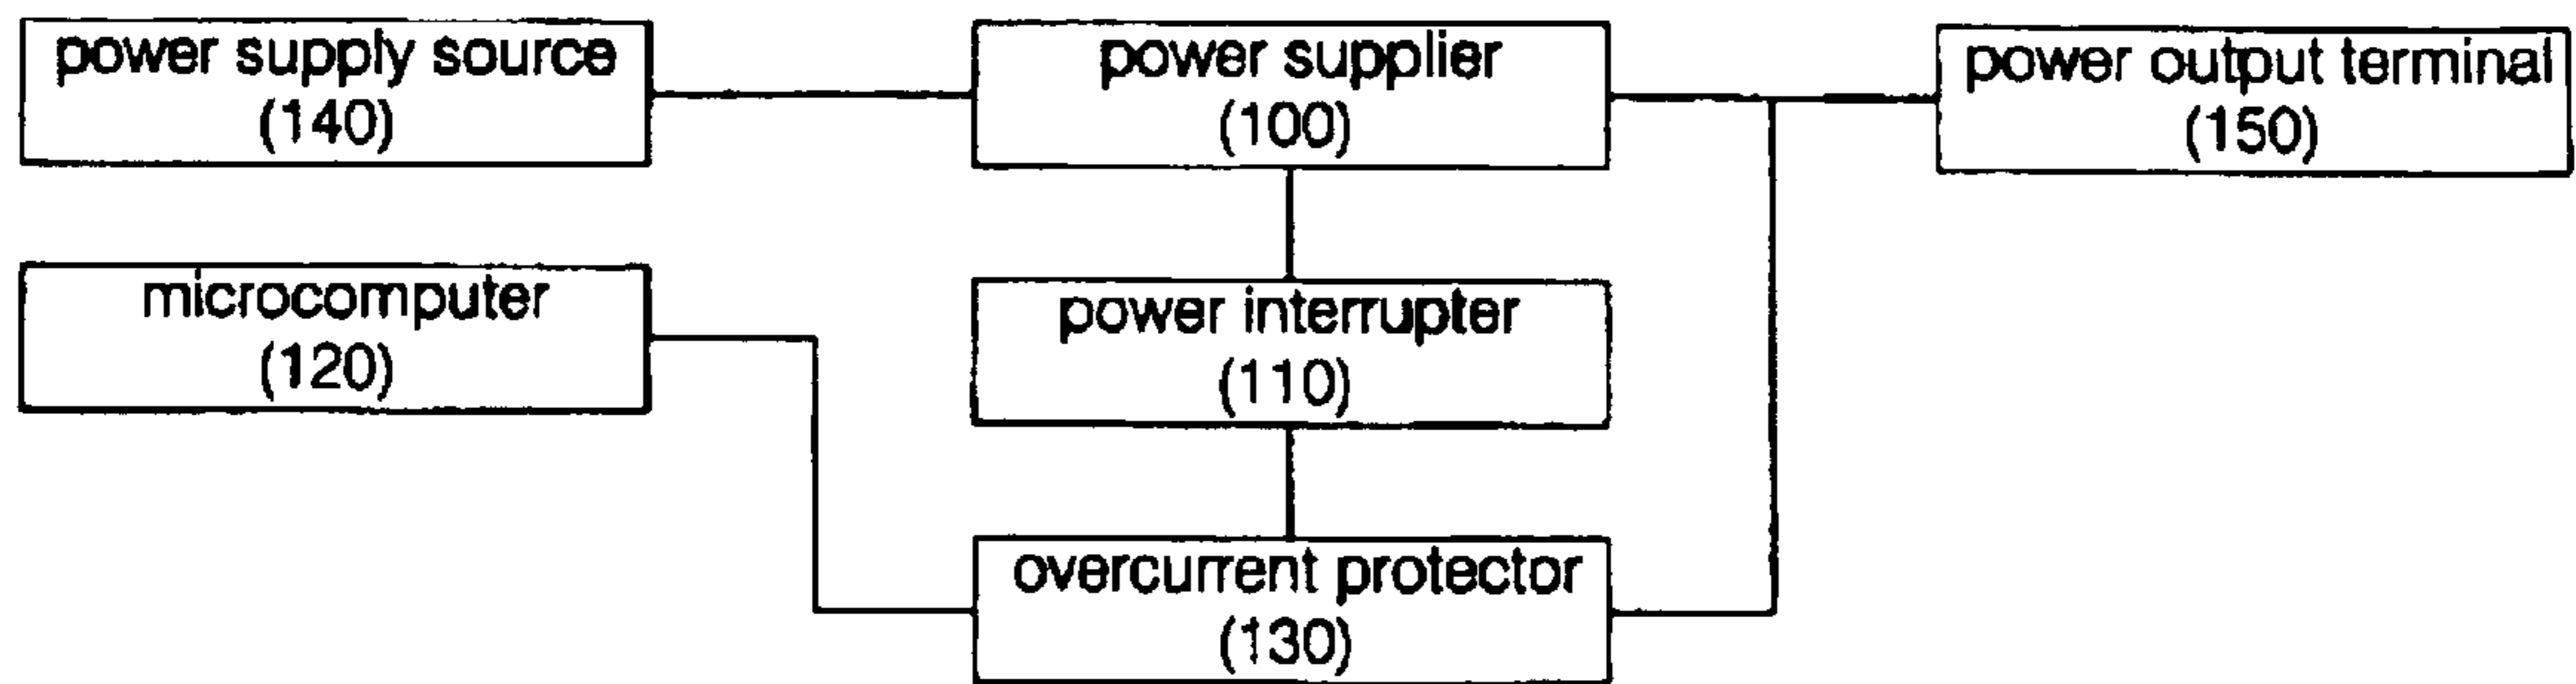 power supply source
(140)
power supplier
(100)
power output terminal
(150)
microcomputer
(120)
power interrupter
(110)
overcurrent protector
(130)